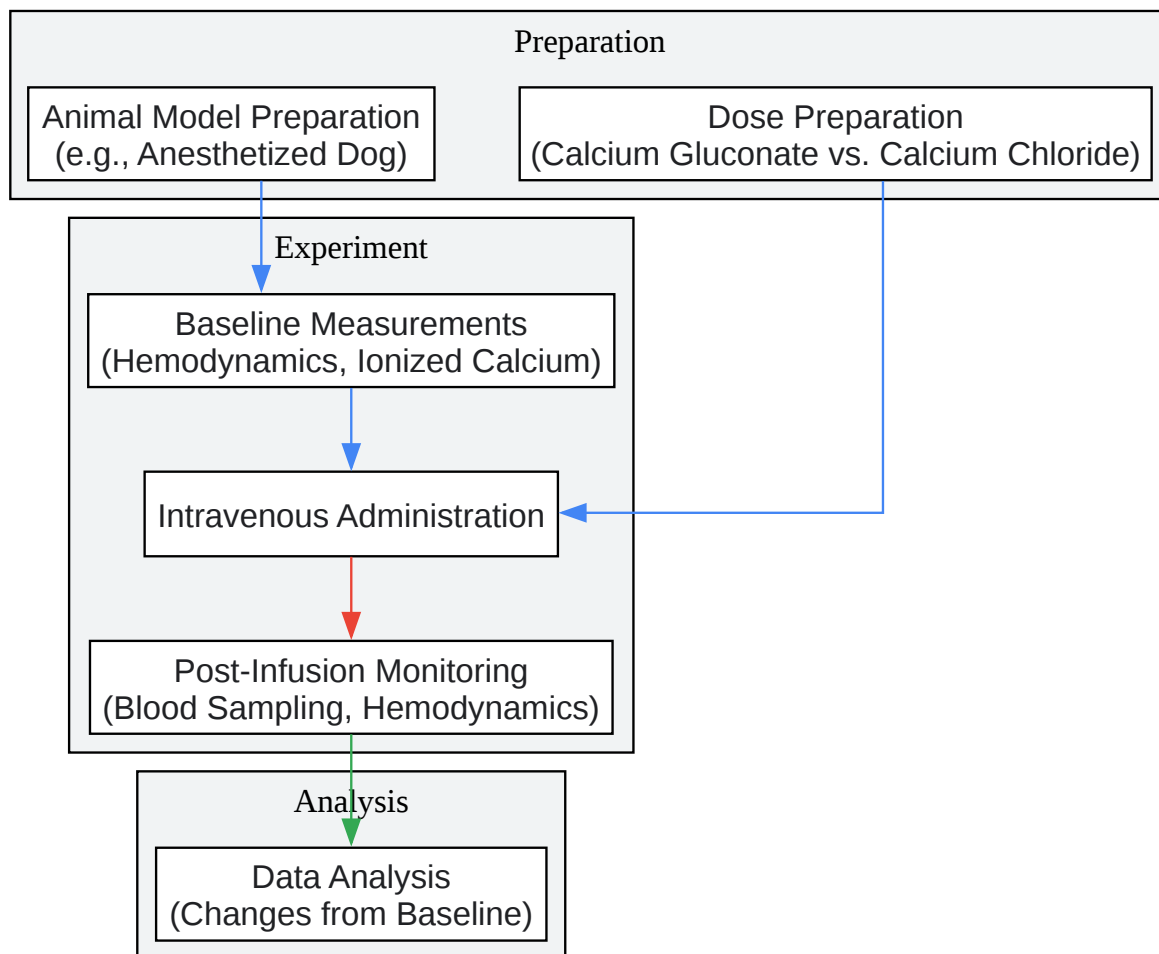 Preparation
Animal Model Preparation
(e.g., Anesthetized Dog)
Dose Preparation
(Calcium Gluconate vs. Calcium Chloride)
Experiment
Baseline Measurements
(Hemodynamics, Ionized Calcium)
Intravenous Administration
Post-Infusion Monitoring
(Blood Sampling, Hemodynamics)
Analysis
Data Analysis
(Changes from Baseline)